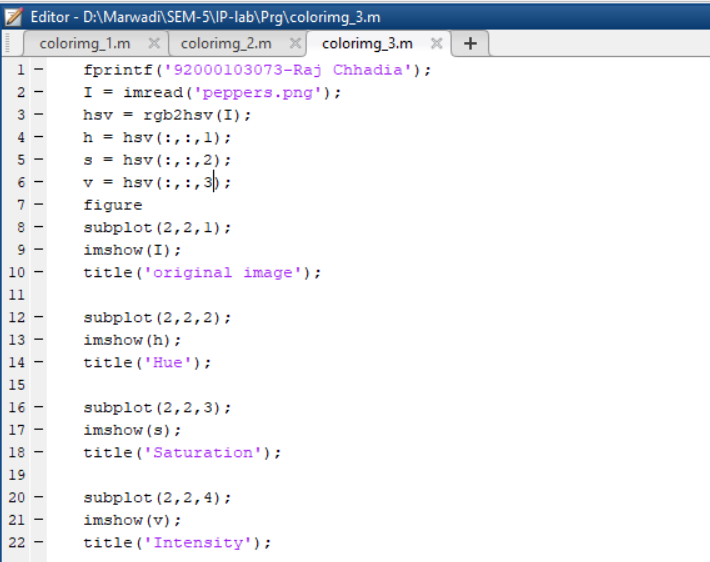 Editor - D:\Marwadi\SEM-5\IP-lab\Prg\colorimg_3.m
colorimg_1.m × colorimg_2.m × colorimg_3.m × +
1 – fprintf('92000103073-Raj Chhadia');
2 – I = imread('peppers.png');
3 – hsv = rgb2hsv(I);
4 – h = hsv(:,:,1);
5 – s = hsv(:,:,2);
6 – v = hsv(:,:,3);
7 – figure
8 – subplot(2,2,1);
9 – imshow(I);
10 – title('original image');
11
12 – subplot(2,2,2);
13 – imshow(h);
14 – title('Hue');
15
16 – subplot(2,2,3);
17 – imshow(s);
18 – title('Saturation');
19
20 – subplot(2,2,4);
21 – imshow(v);
22 – title('Intensity');